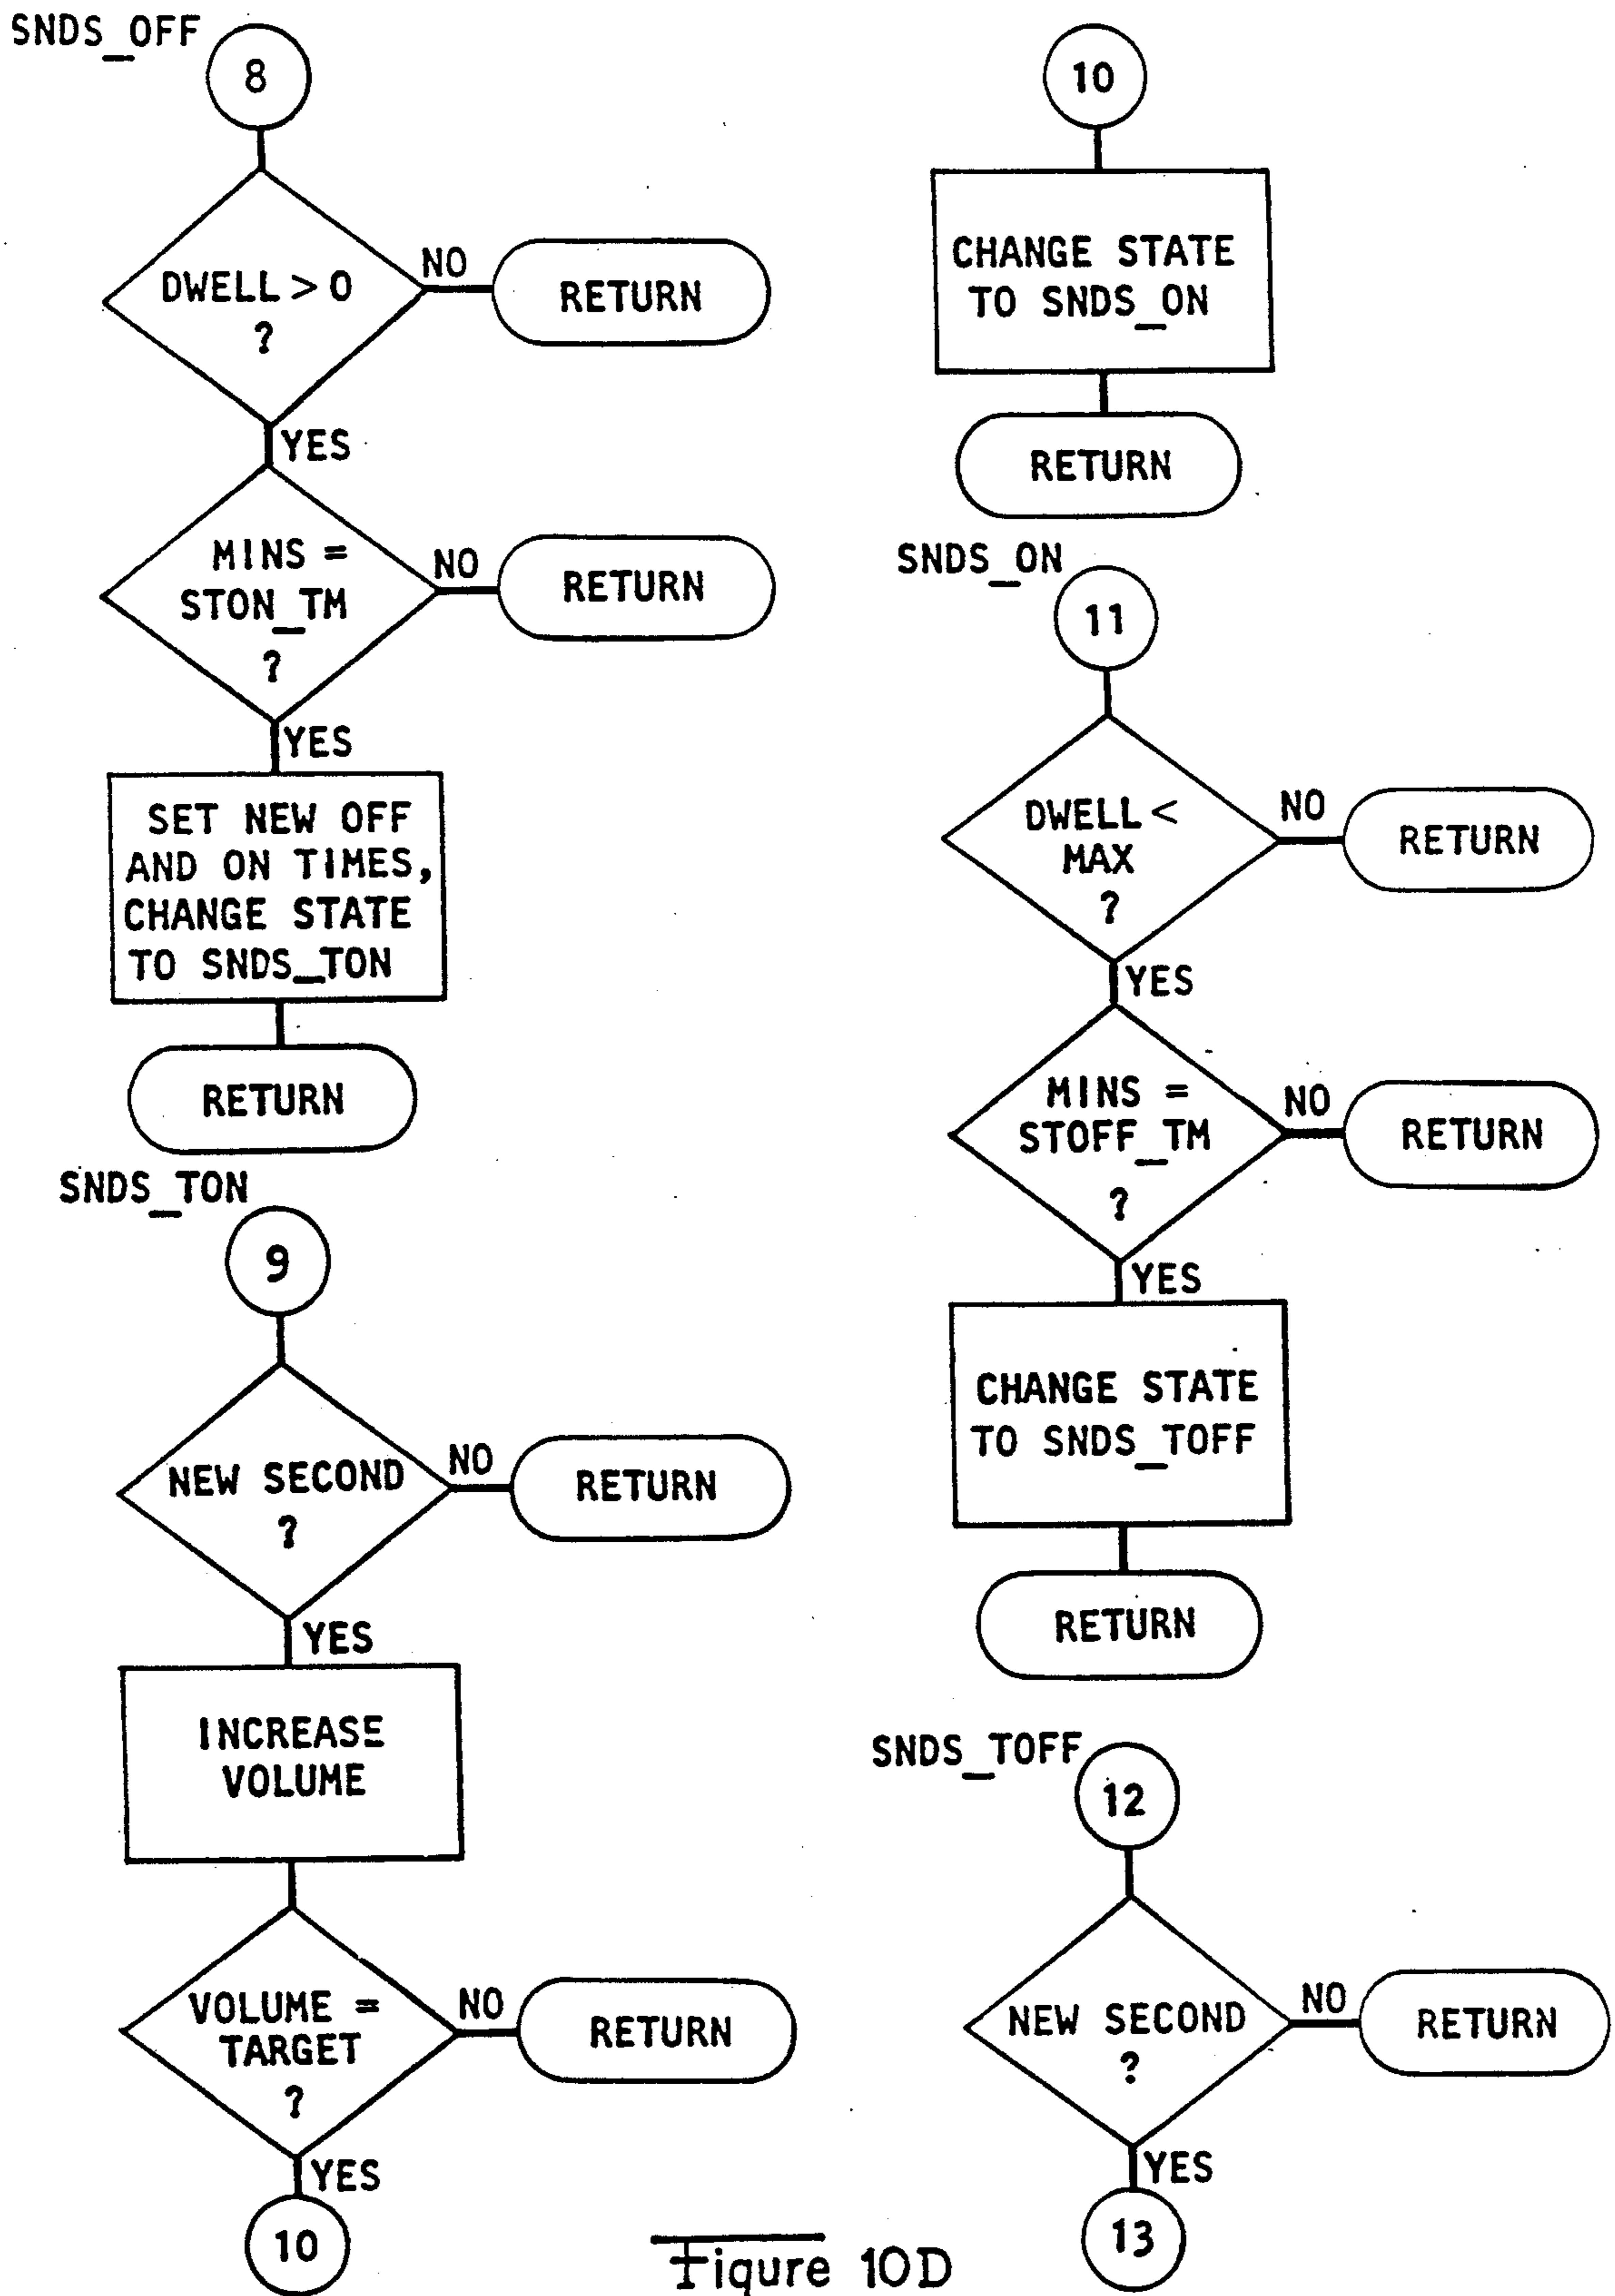 SNDS_OFF
8
DWELL > 0
?
NO
RETURN
YES
MINS =
STON_TM
?
NO
RETURN
YES
SET NEW OFF
AND ON TIMES,
CHANGE STATE
TO SNDS_TON
RETURN
SNDS_TON
9
NEW SECOND
?
NO
RETURN
YES
INCREASE
VOLUME
VOLUME =
TARGET
?
NO
RETURN
YES
10
10
CHANGE STATE
TO SNDS_ON
RETURN
SNDS_ON
11
DWELL <
MAX
?
NO
RETURN
YES
MINS =
STOFF_TM
?
NO
RETURN
YES
CHANGE STATE
TO SNDS_TOFF
RETURN
SNDS_TOFF
12
NEW SECOND
?
NO
RETURN
YES
13
Figure 10D